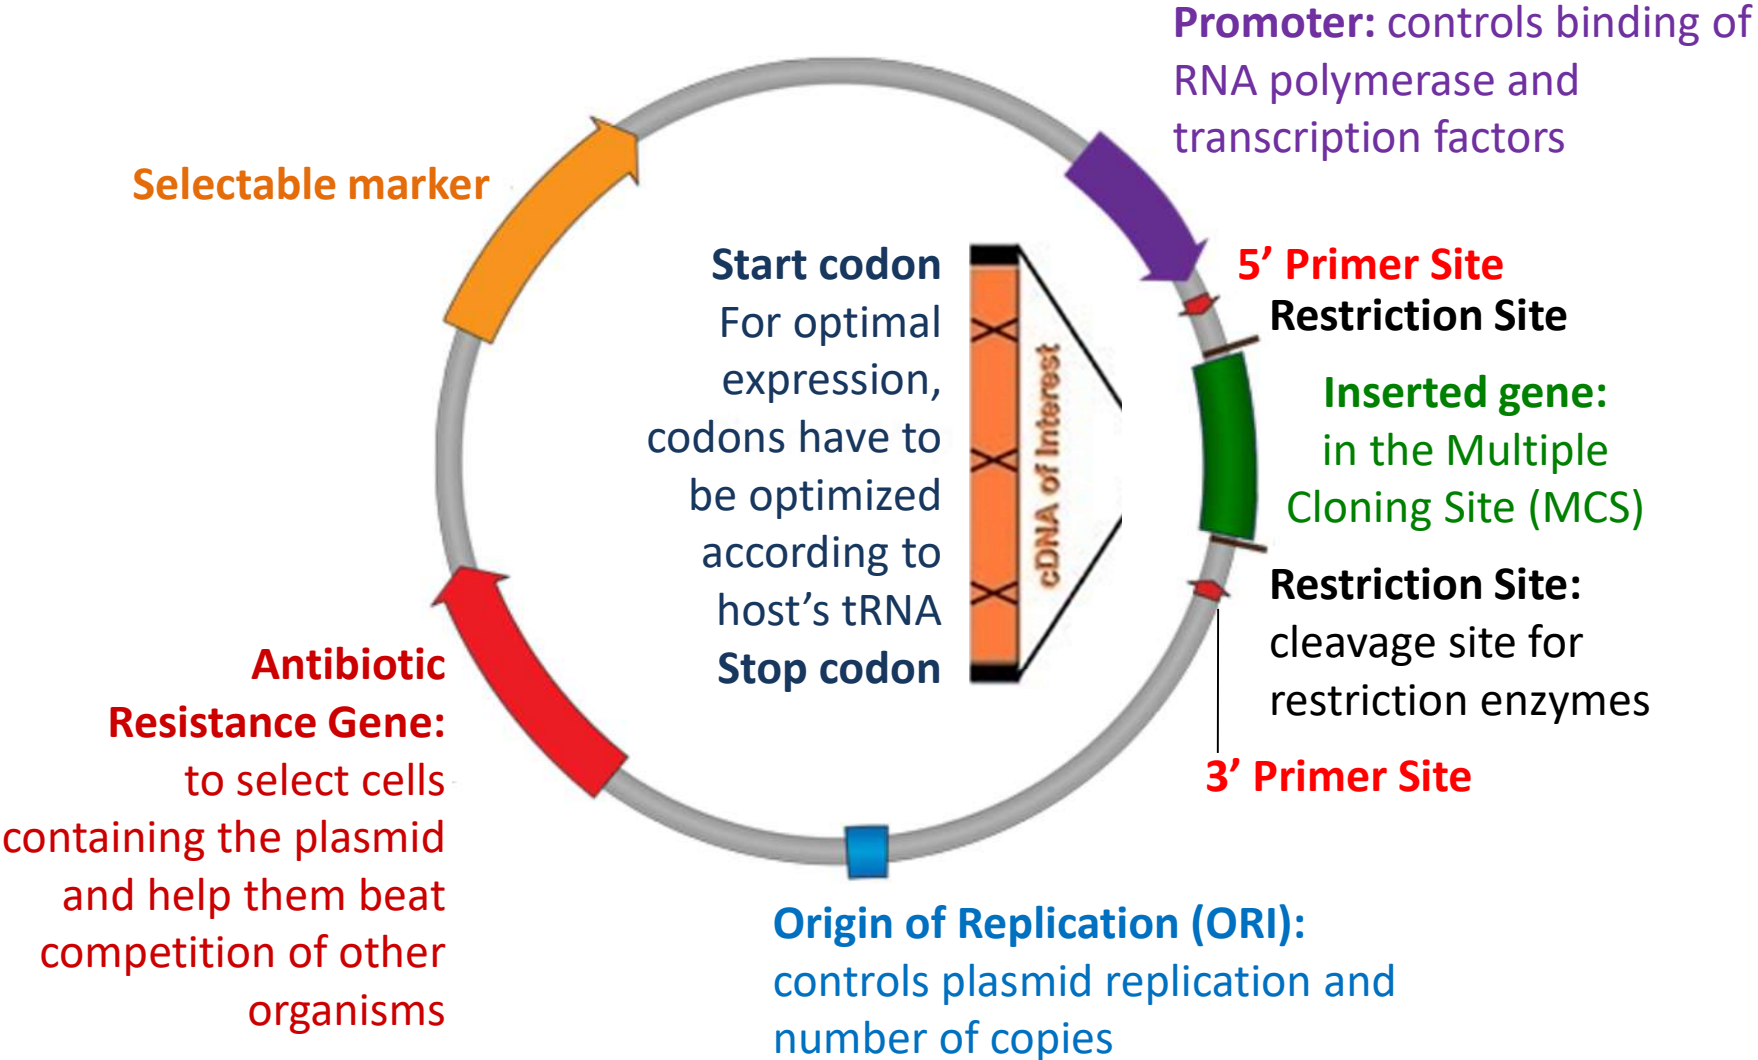 Promoter: controls binding of
RNA polymerase and
transcription factors
Selectable marker
Start codon
For optimal
expression,
codons have to
be optimized
according to
host’s tRNA
Stop codon
cDNA of Interest
5’ Primer Site
Restriction Site
Inserted gene:
in the Multiple
Cloning Site (MCS)
Restriction Site:
cleavage site for
restriction enzymes
3’ Primer Site
Antibiotic
Resistance Gene:
to select cells
containing the plasmid
and help them beat
competition of other
organisms
Origin of Replication (ORI):
controls plasmid replication and
number of copies